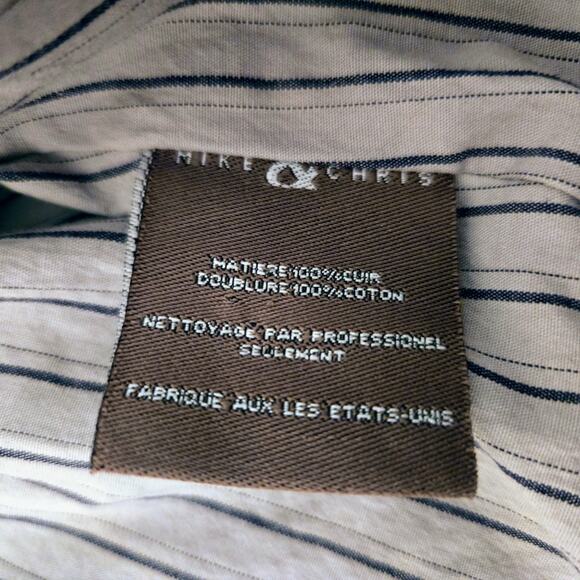 MIKE & CHRIS
MATIERE:100%CUIR
DOUBLURE:100%COTON
NETTOYAGE PAR PROFESSIONEL
SEULEMENT
FABRIQUE AUX LES ETATS-UNIS